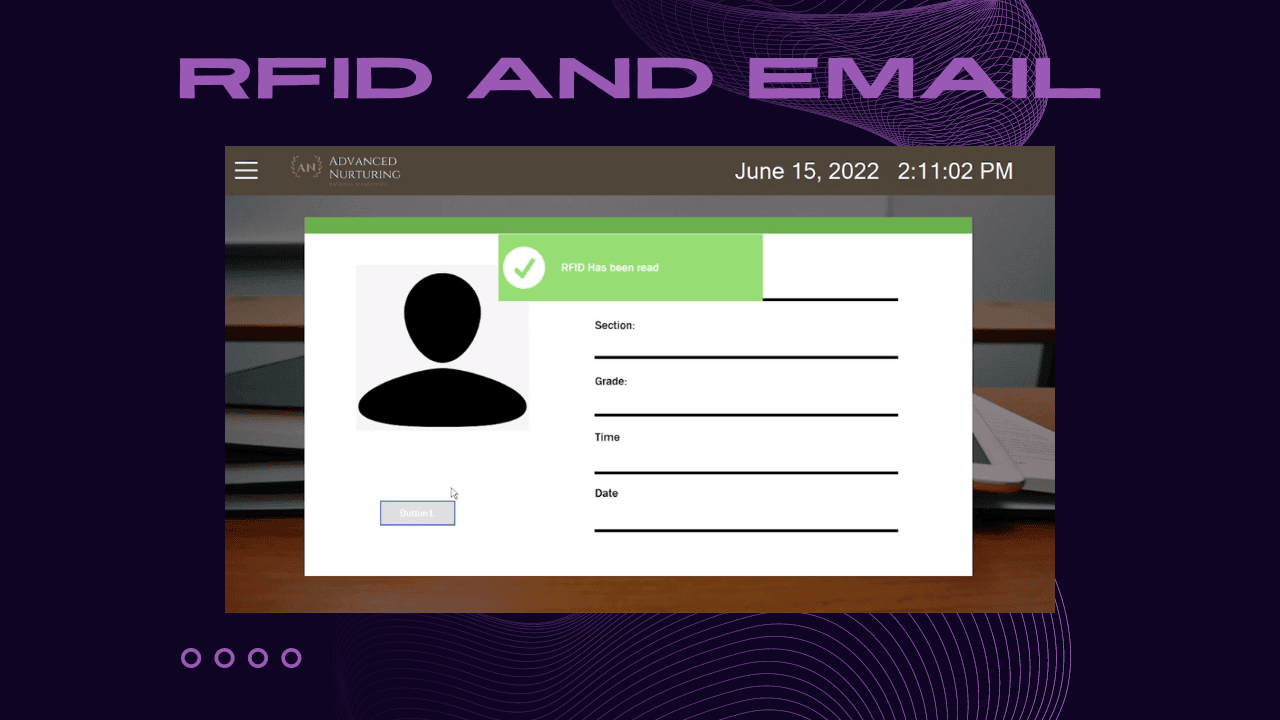 RFID AND EMAIL
AN
ADVANCED
NURTURING
June 15, 2022 2:11:02 PM
RFID Has been read
Section:
Grade:
Time
Date
Button1